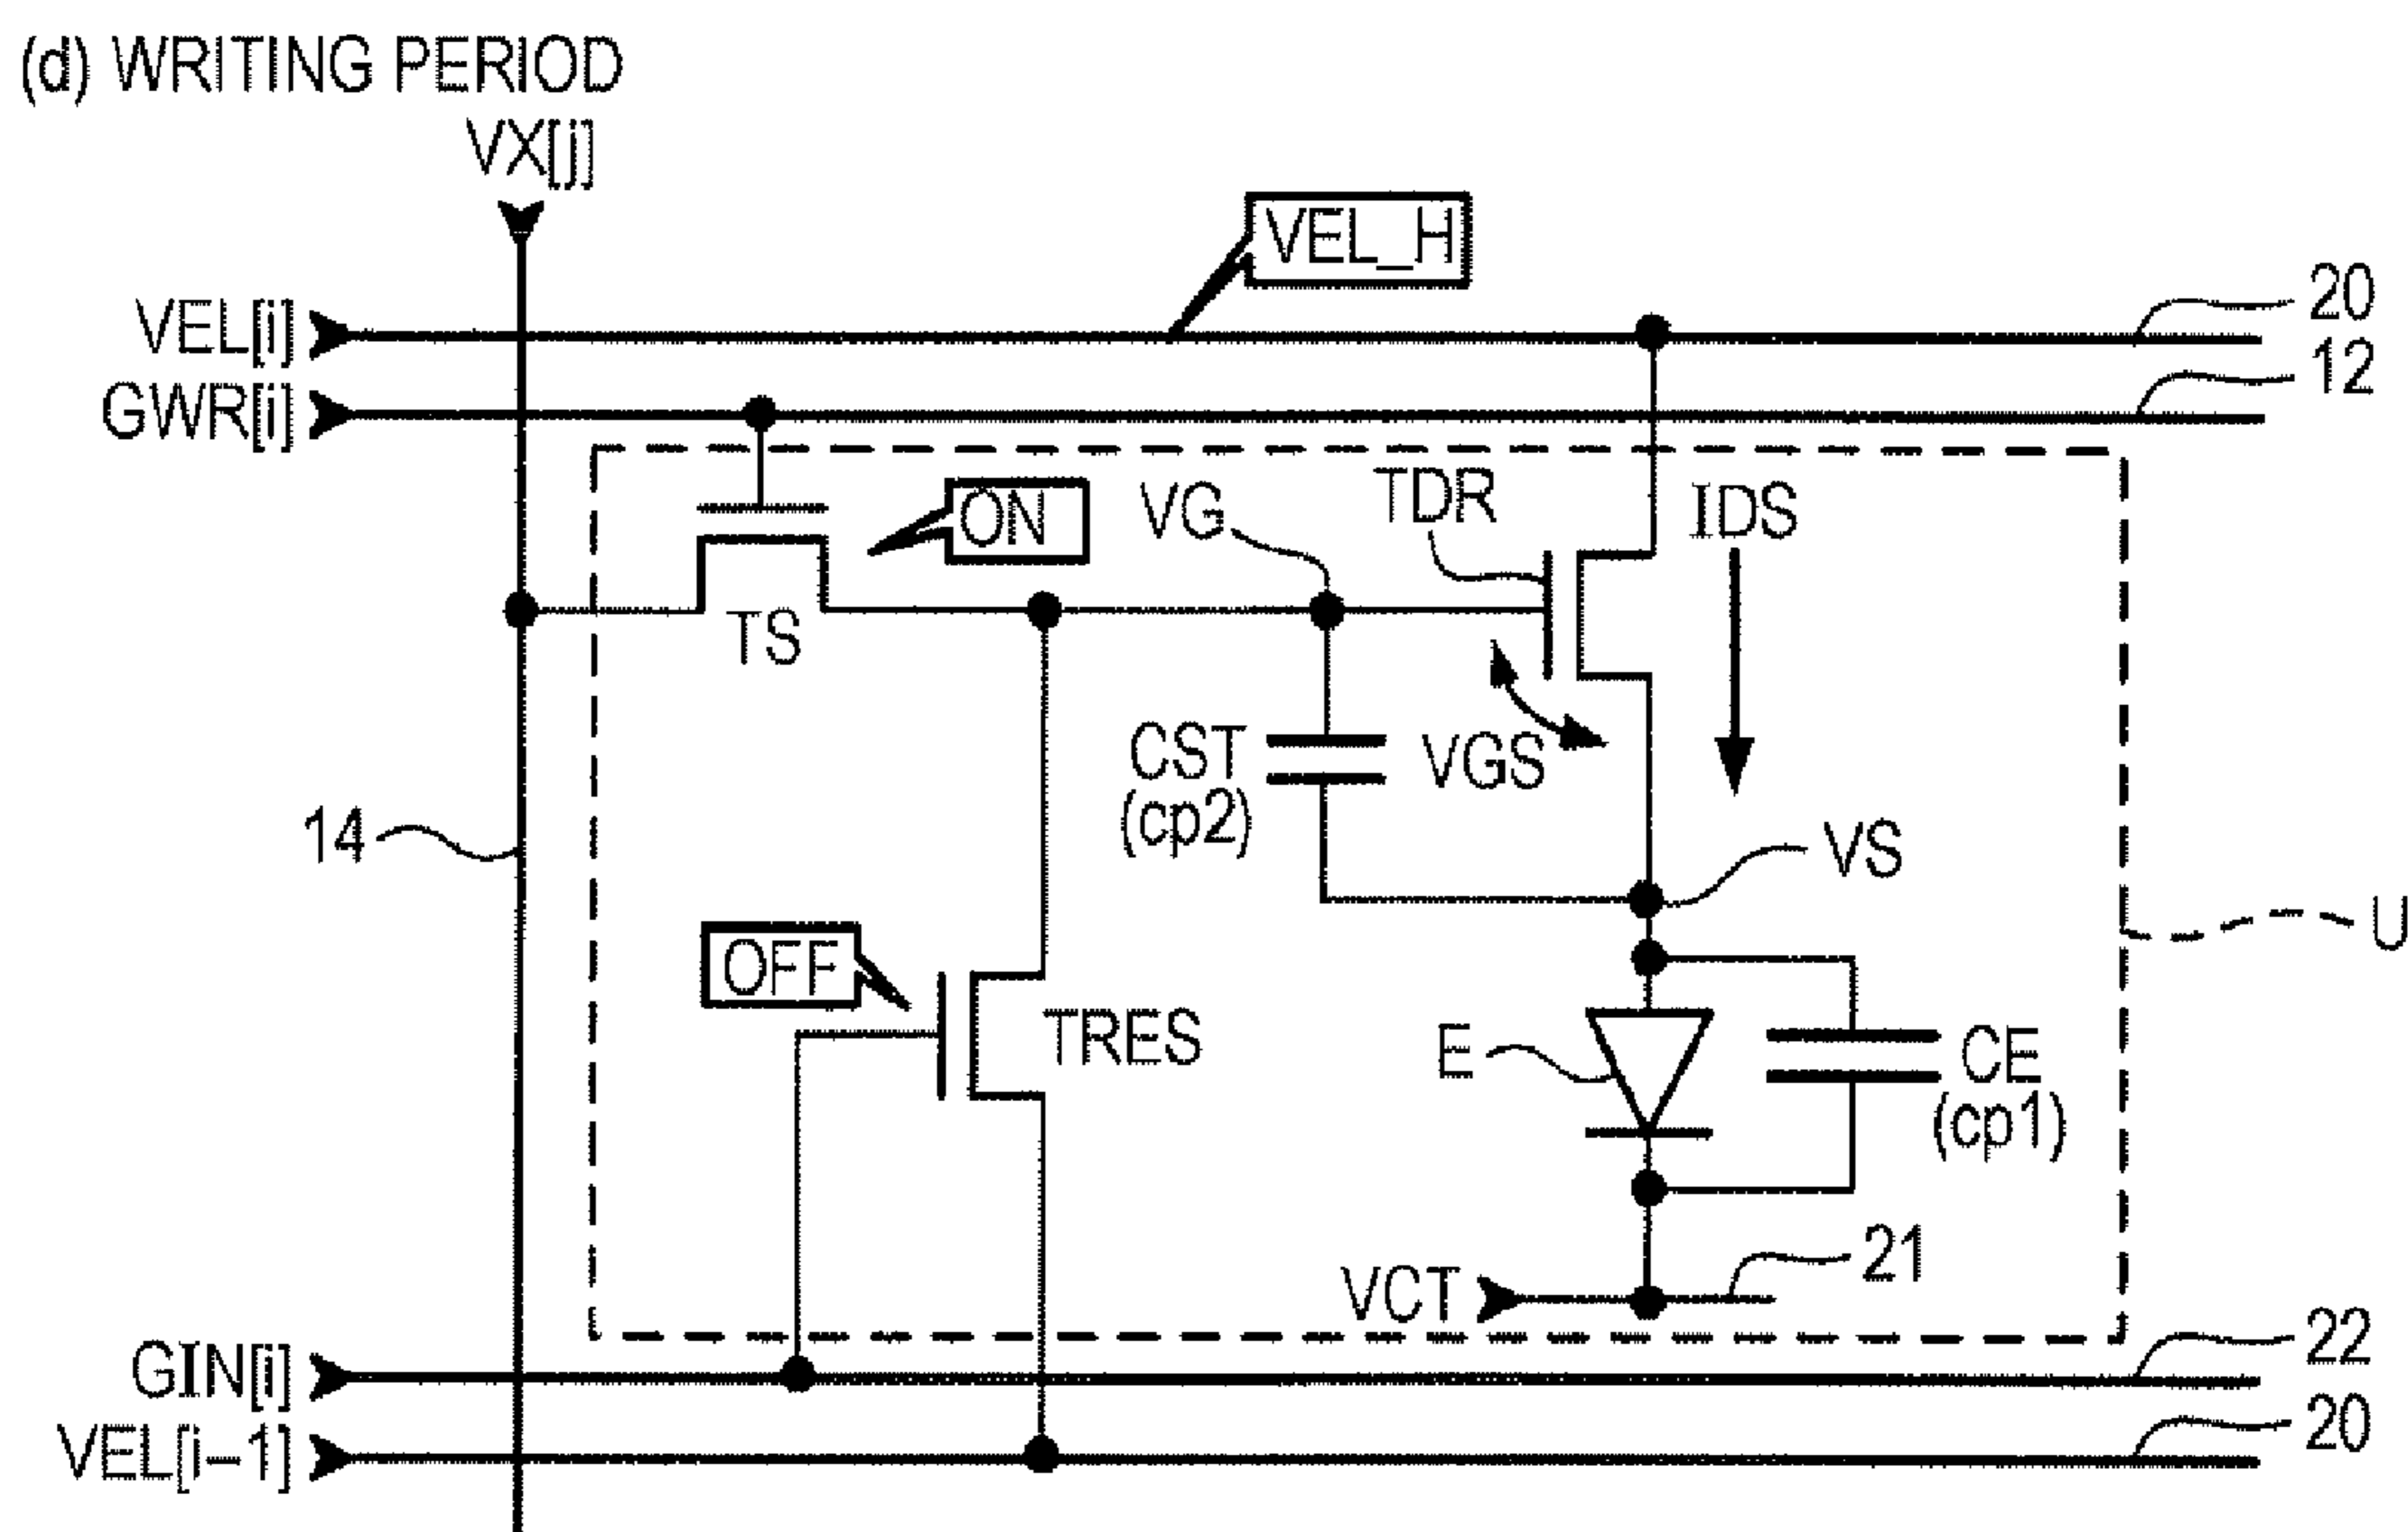 (d) WRITING PERIOD
VX[j]
VEL_H
VEL[i]
20
GWR[i]
12
ON
VG
TDR
IDS
TS
CST
(cp2)
VGS
14
VS
OFF
U
TRES
E
CE
(cp1)
VCT
21
GIN[i]
22
VEL[i–1]
20